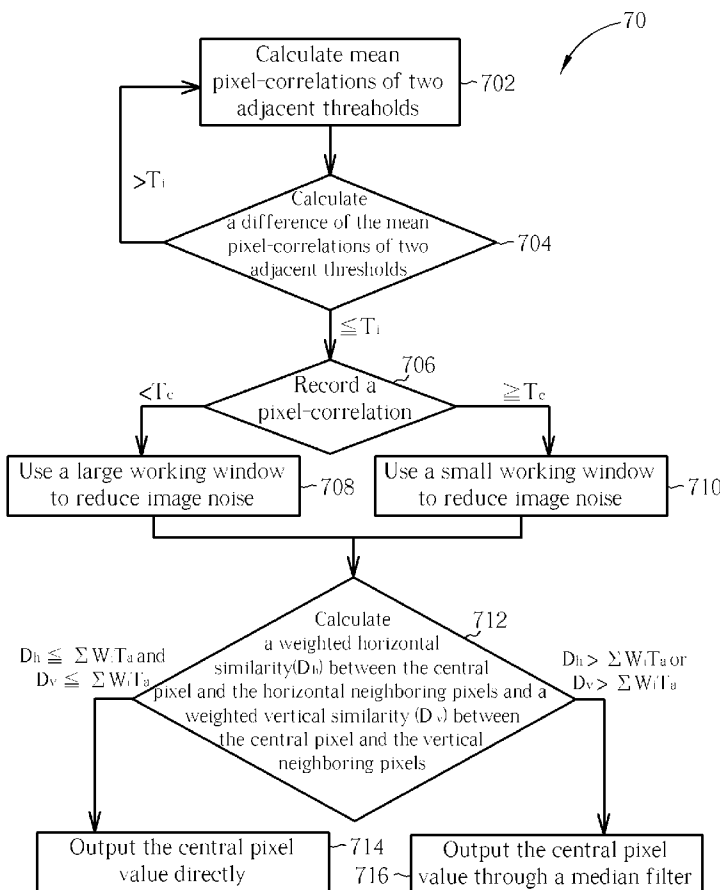 70
Calculate mean
pixel-correlations of two
adjacent threaholds
702
>Ti
Calculate
a difference of the mean
pixel-correlations of two
adjacent thresholds
704
≦Ti
706
Record a
pixel-correlation
<Tc
≧Tc
Use a large working window
to reduce image noise
708
Use a small working window
to reduce image noise
710
712
Calculate
a weighted horizontal
similarity(Dh) between the central
pixel and the horizontal neighboring pixels and a
weighted vertical similarity (Dv) between
the central pixel and the vertical
neighboring pixels
Dh ≦ ΣWiTa and
Dv ≦ ΣWiTa
Dh > ΣWiTa or
Dv > ΣWiTa
Output the central pixel
value directly
714
Output the central pixel
value through a median filter
716